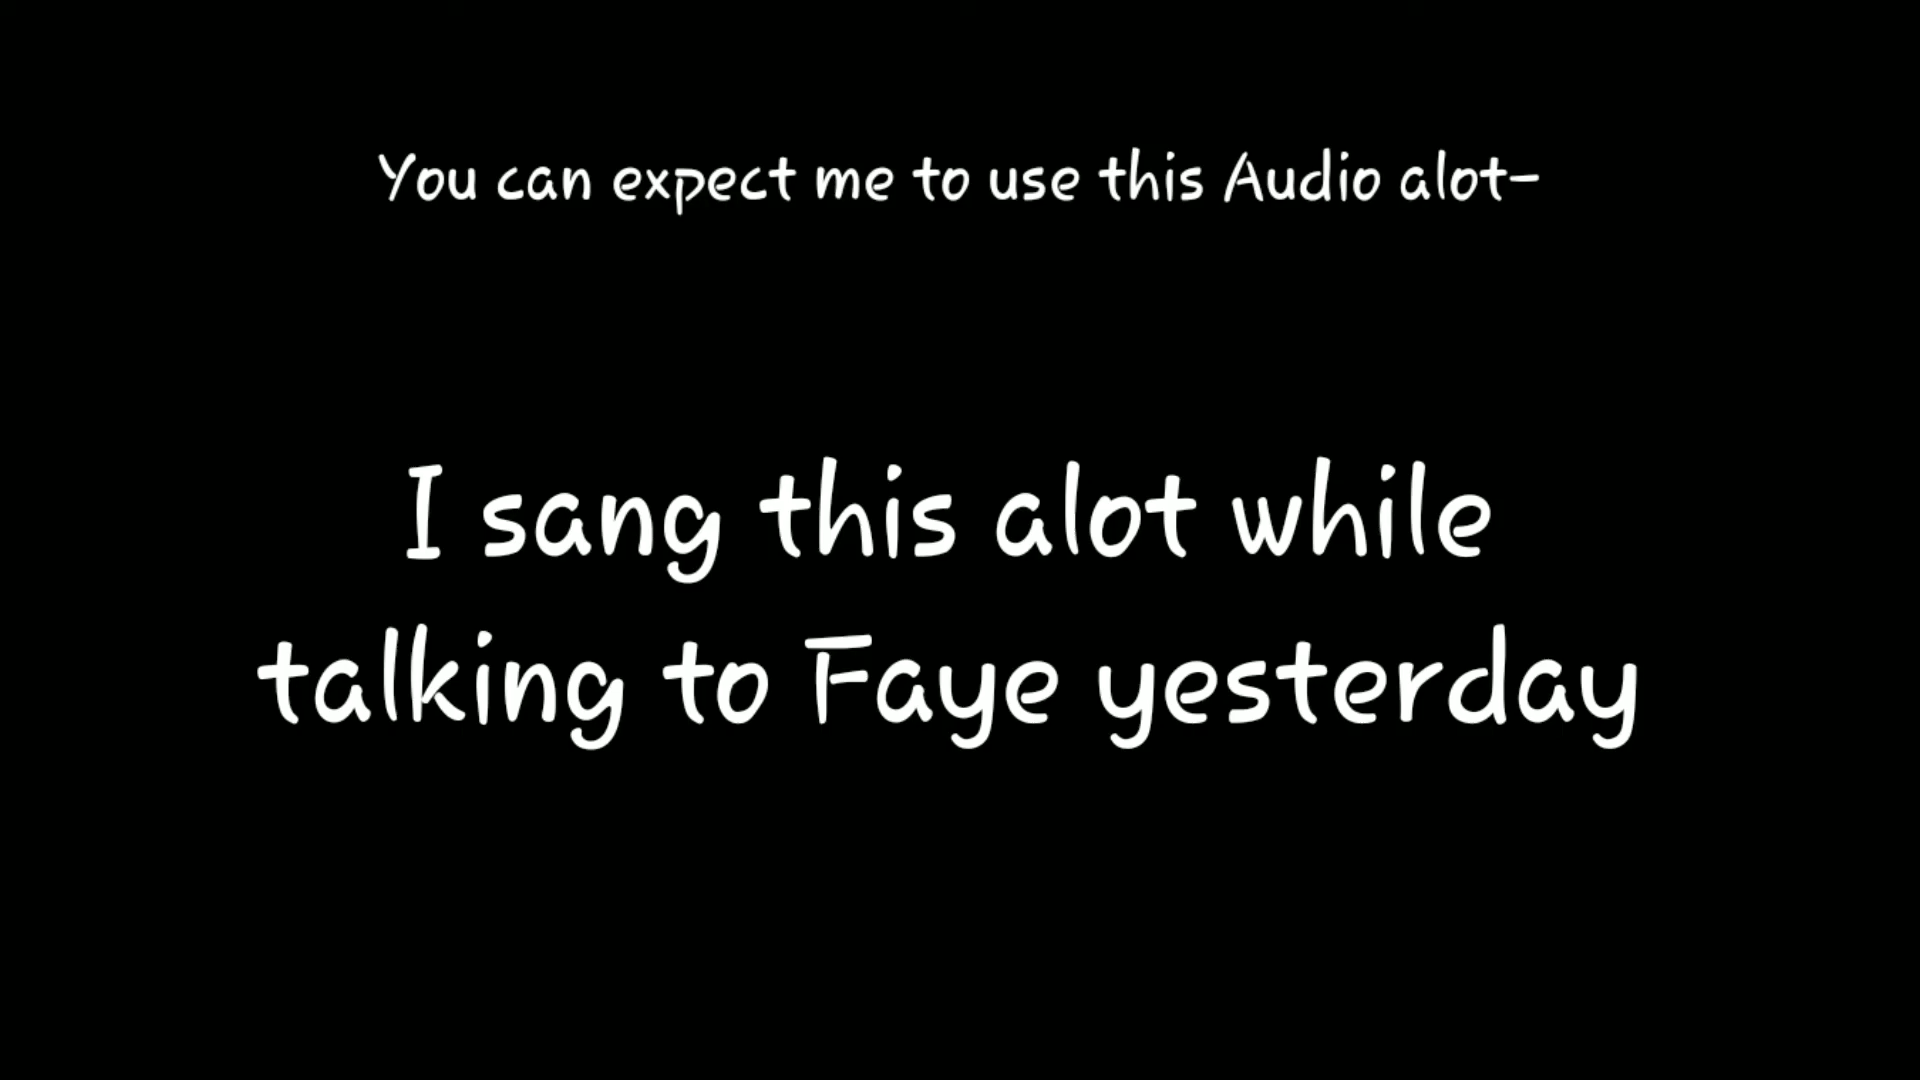 You can expect me to use this Audio alot-
I sang this alot while
talking to Faye yesterday